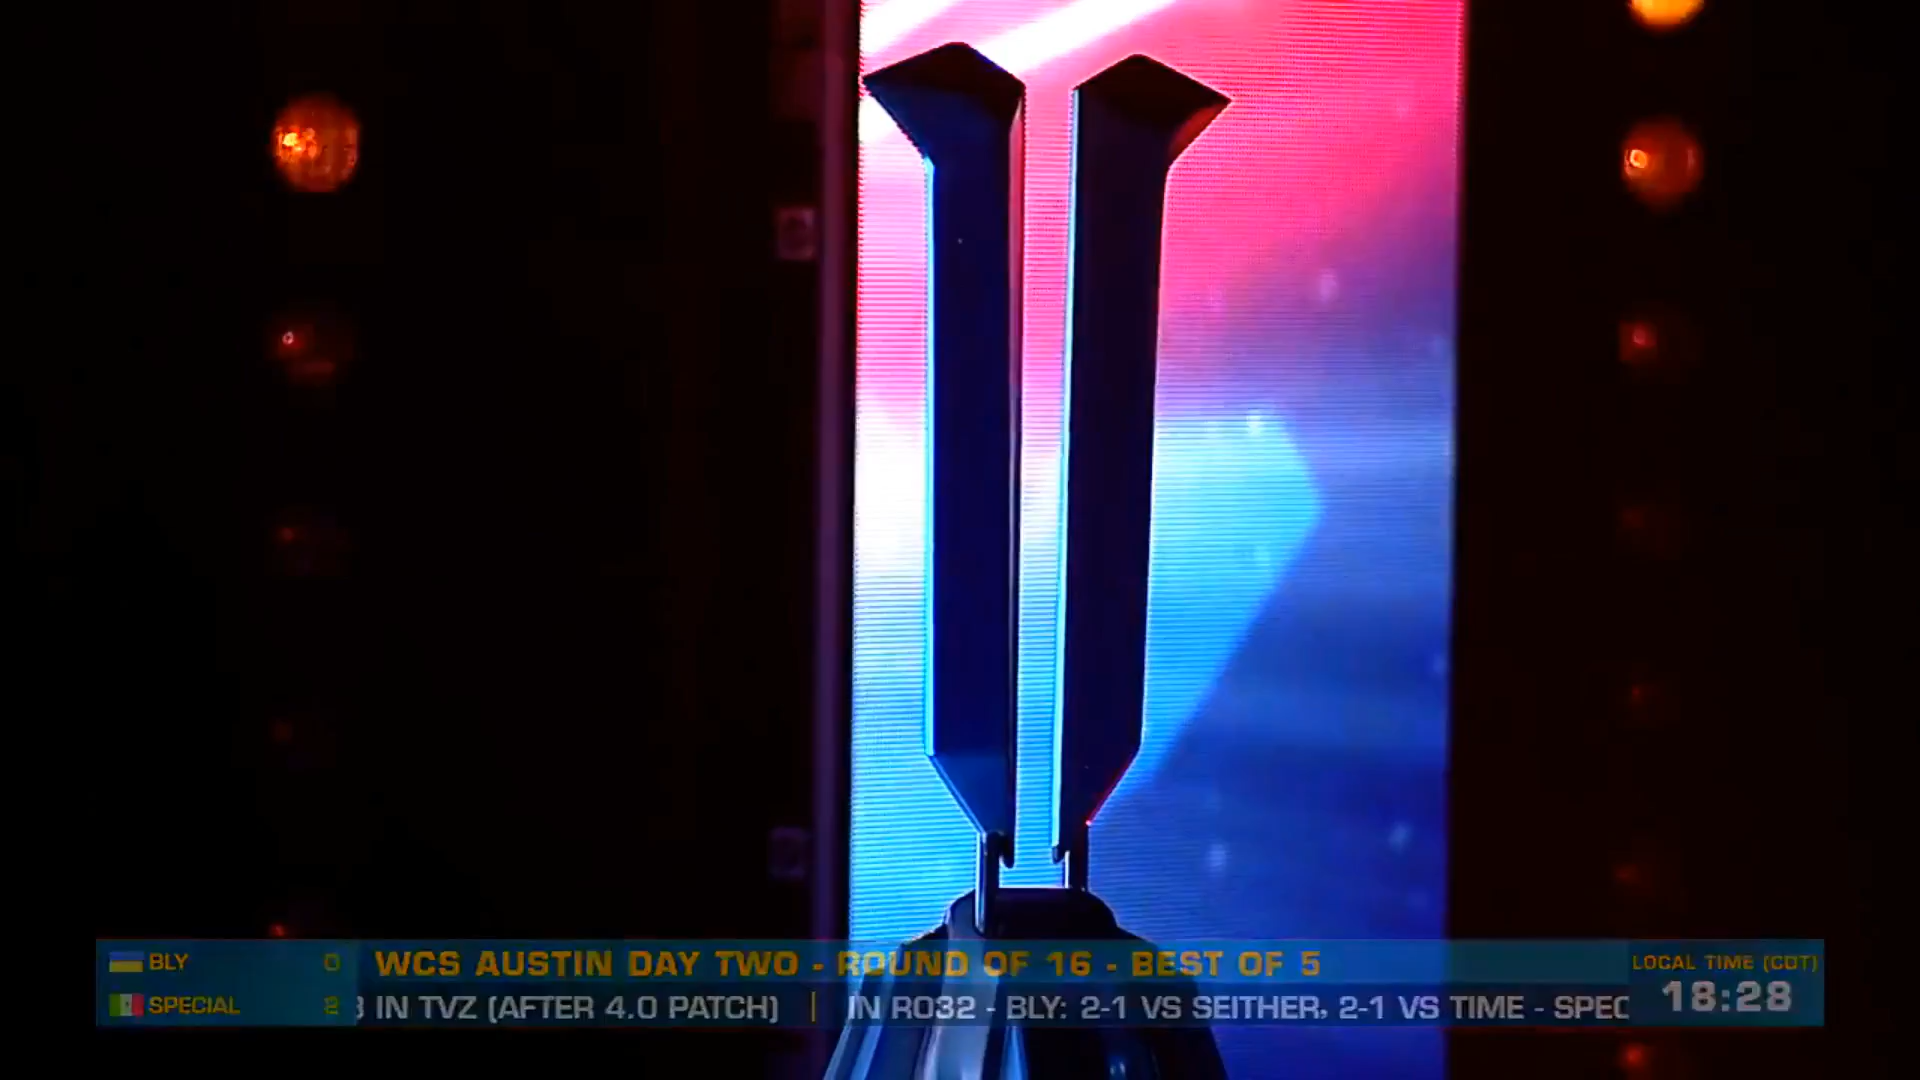 BLY 0
SPECIAL 2
WCS AUSTIN DAY TWO - ROUND OF 16 - BEST OF 5
IN TVZ (AFTER 4.0 PATCH) | IN RO32 - BLY: 2-1 VS SEITHER, 2-1 VS TIME - SPEC
LOCAL TIME (CDT)
18:28